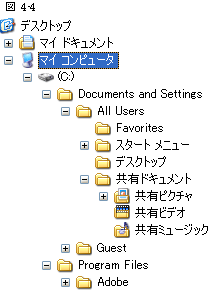 図 4-4
デスクトップ
マイ ドキュメント
マイ コンピュータ
(C:)
Documents and Settings
All Users
Favorites
スタート メニュー
デスクトップ
共有ドキュメント
共有ピクチャ
共有ビデオ
共有ミュージック
Guest
Program Files
Adobe